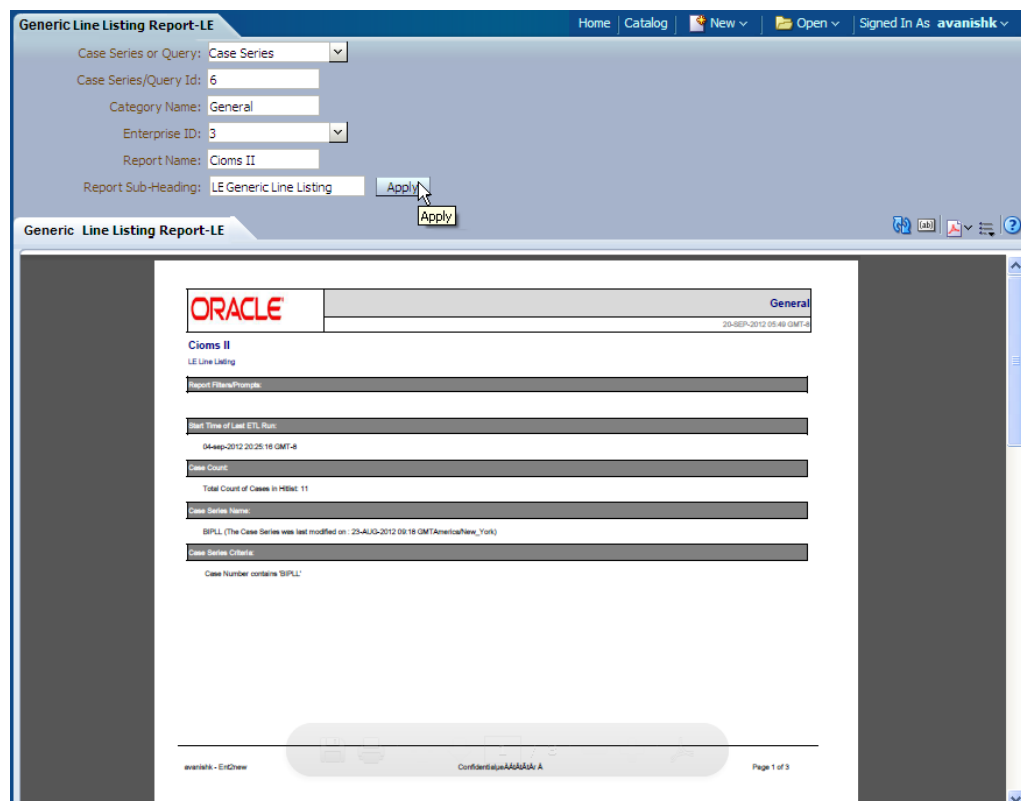 Generic Line Listing Report-LE
Home Catalog New Open Signed In As avanishk
Case Series or Query: Case Series
Case Series/Query Id: 6
Category Name: General
Enterprise ID: 3
Report Name: Cioms II
Report Sub-Heading: LE Generic Line Listing Apply
Apply
Generic Line Listing Report-LE
ORACLE
General
20-SEP-2012 05:49 GMT-8
Cioms II
LE Line Listing
Report Filters/Prompts:
Start Time of Last ETL Run:
04-sep-2012 20:25:16 GMT-8
Case Count:
Total Count of Cases in Hitlist: 11
Case Series Name:
BIPLL (The Case Series was last modified on : 23-AUG-2012 09:18 GMTAmerica/New_York)
Case Series Criteria:
Case Number contains 'BIPLL'
avanishk - Ent2new Page 1 of 3